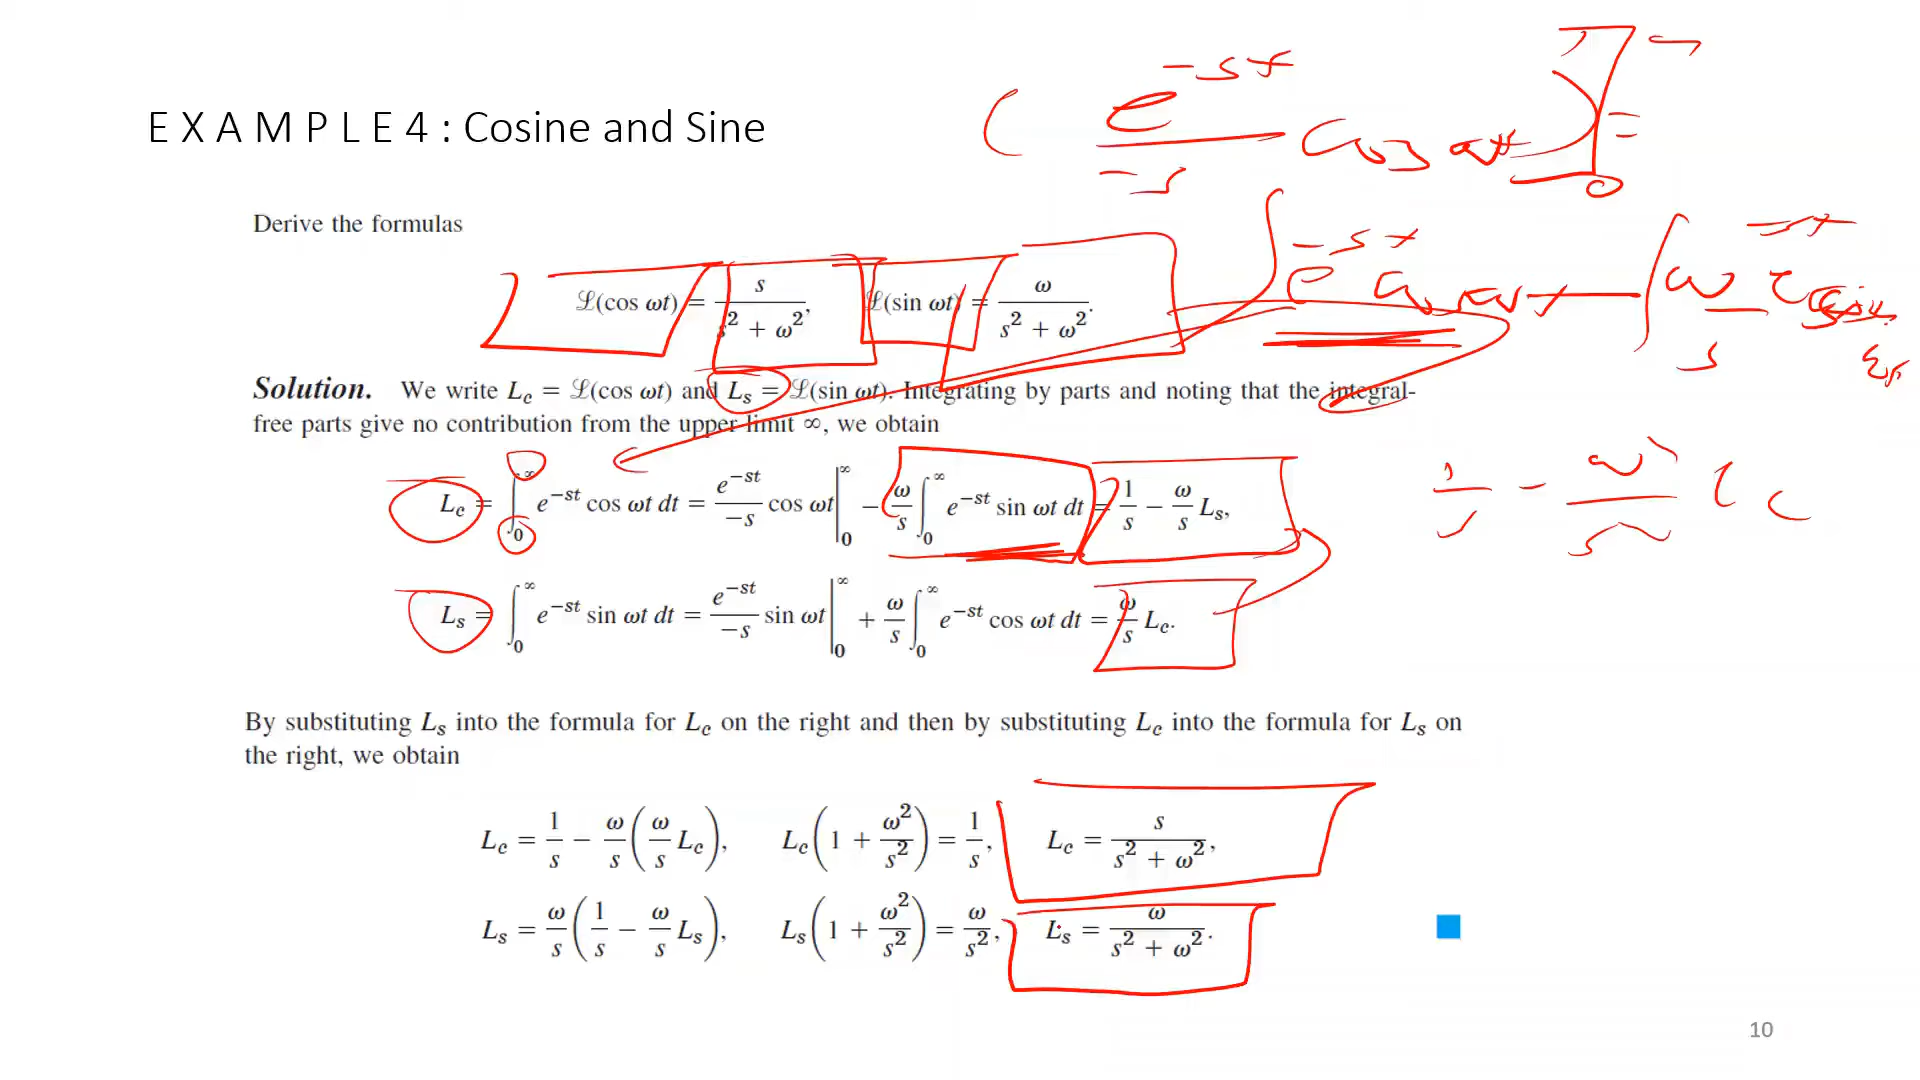 E X A M P L E 4 : Cosine and Sine
Derive the formulas
ℒ(cos ωt) = s/(s² + ω²), ℒ(sin ωt) = ω/(s² + ω²).
Solution. We write L_c = ℒ(cos ωt) and L_s = ℒ(sin ωt). Integrating by parts and noting that the integral-
free parts give no contribution from the upper limit ∞, we obtain
L_c = ∫₀^∞ e^(−st) cos ωt dt = e^(−st)/(−s) cos ωt |₀^∞ − ω/s ∫₀^∞ e^(−st) sin ωt dt = 1/s − ω/s L_s,
L_s = ∫₀^∞ e^(−st) sin ωt dt = e^(−st)/(−s) sin ωt |₀^∞ + ω/s ∫₀^∞ e^(−st) cos ωt dt = ω/s L_c.
By substituting L_s into the formula for L_c on the right and then by substituting L_c into the formula for L_s on
the right, we obtain
L_c = 1/s − ω/s (ω/s L_c), L_c(1 + ω²/s²) = 1/s, L_c = s/(s² + ω²),
L_s = ω/s (1/s − ω/s L_s), L_s(1 + ω²/s²) = ω/s², L_s = ω/(s² + ω²).
10